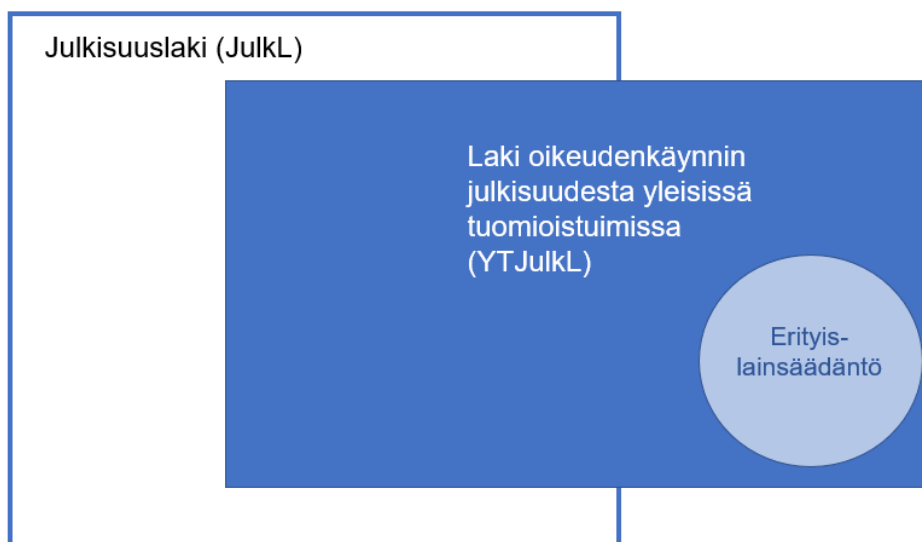 Julkisuuslaki (JulkL)
Laki oikeudenkäynnin
julkisuudesta yleisissä
tuomioistuimissa
(YTJulkL)
Erityis-
lainsäädäntö